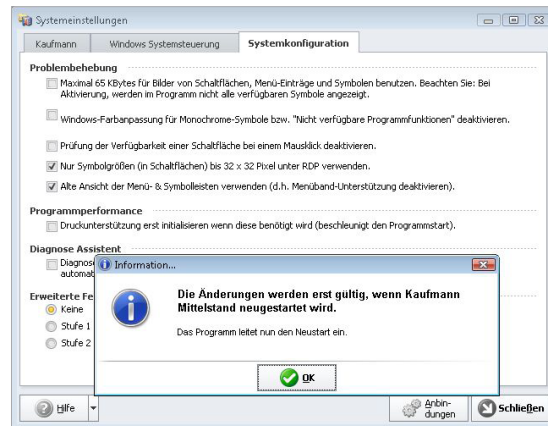 Systemeinstellungen
Kaufmann
Windows Systemsteuerung
Systemkonfiguration
Problembehebung
Maximal 65 KBytes für Bilder von Schaltflächen, Menü-Einträge und Symbolen benutzen. Beachten Sie: Bei
Aktivierung, werden im Programm nicht alle verfügbaren Symbole angezeigt.
Windows-Farbanpassung für Monochrome-Symbole bzw. "Nicht verfügbare Programmfunktionen" deaktivieren.
Prüfung der Verfügbarkeit einer Schaltfläche bei einem Mausklick deaktivieren.
Nur Symbolgrößen (in Schaltflächen) bis 32 x 32 Pixel unter RDP verwenden.
Alte Ansicht der Menü- & Symbolleisten verwenden (d.h. Menüband-Unterstützung deaktivieren).
Programmperformance
Druckunterstützung erst initialisieren wenn diese benötigt wird (beschleunigt den Programmstart).
Diagnose Assistent
Diagnos
automat
Erweiterte Fe
Keine
Stufe 1
Stufe 2
Information...
Die Änderungen werden erst gültig, wenn Kaufmann
Mittelstand neugestartet wird.
Das Programm leitet nun den Neustart ein.
OK
Hilfe
Anbin-
dungen
Schließen